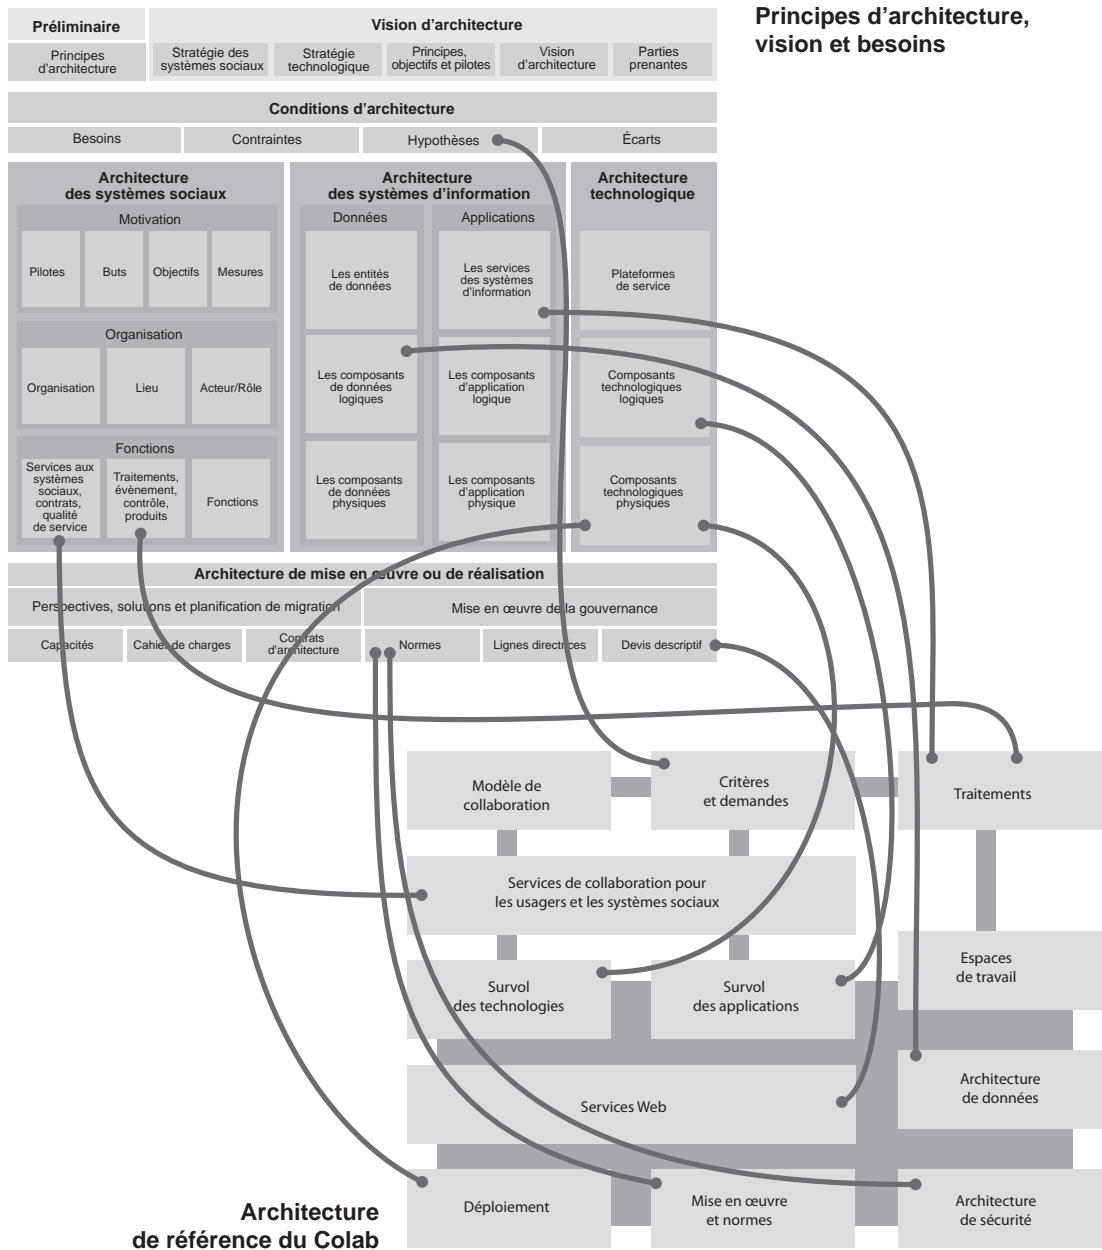 Principes d'architecture,
vision et besoins
Préliminaire
Vision d'architecture
Principes
d'architecture
Stratégie des
systèmes sociaux
Stratégie
technologique
Principes,
objectifs et pilotes
Vision
d'architecture
Parties
prenantes
Conditions d'architecture
Besoins
Contraintes
Hypothèses
Écarts
Architecture
des systèmes sociaux
Motivation
Pilotes
Buts
Objectifs
Mesures
Organisation
Organisation
Lieu
Acteur/Rôle
Fonctions
Services aux
systèmes
sociaux,
contrats,
qualité
de service
Traitements,
évènement,
contrôle,
produits
Fonctions
Architecture
des systèmes d'information
Données
Applications
Les entités
de données
Les services
des systèmes
d'information
Les composants
de données
logiques
Les composants
d'application
logique
Les composants
de données
physiques
Les composants
d'application
physique
Architecture
technologique
Plateformes
de service
Composants
technologiques
logiques
Composants
technologiques
physiques
Architecture de mise en œuvre ou de réalisation
Perspectives, solutions et planification de migration
Mise en œuvre de la gouvernance
Capacités
Cahier de charges
Contrats
d'architecture
Normes
Lignes directrices
Devis descriptif
Modèle de
collaboration
Critères
et demandes
Traitements
Services de collaboration pour
les usagers et les systèmes sociaux
Survol
des technologies
Survol
des applications
Espaces
de travail
Services Web
Architecture
de données
Déploiement
Mise en œuvre
et normes
Architecture
de sécurité
Architecture
de référence du Colab